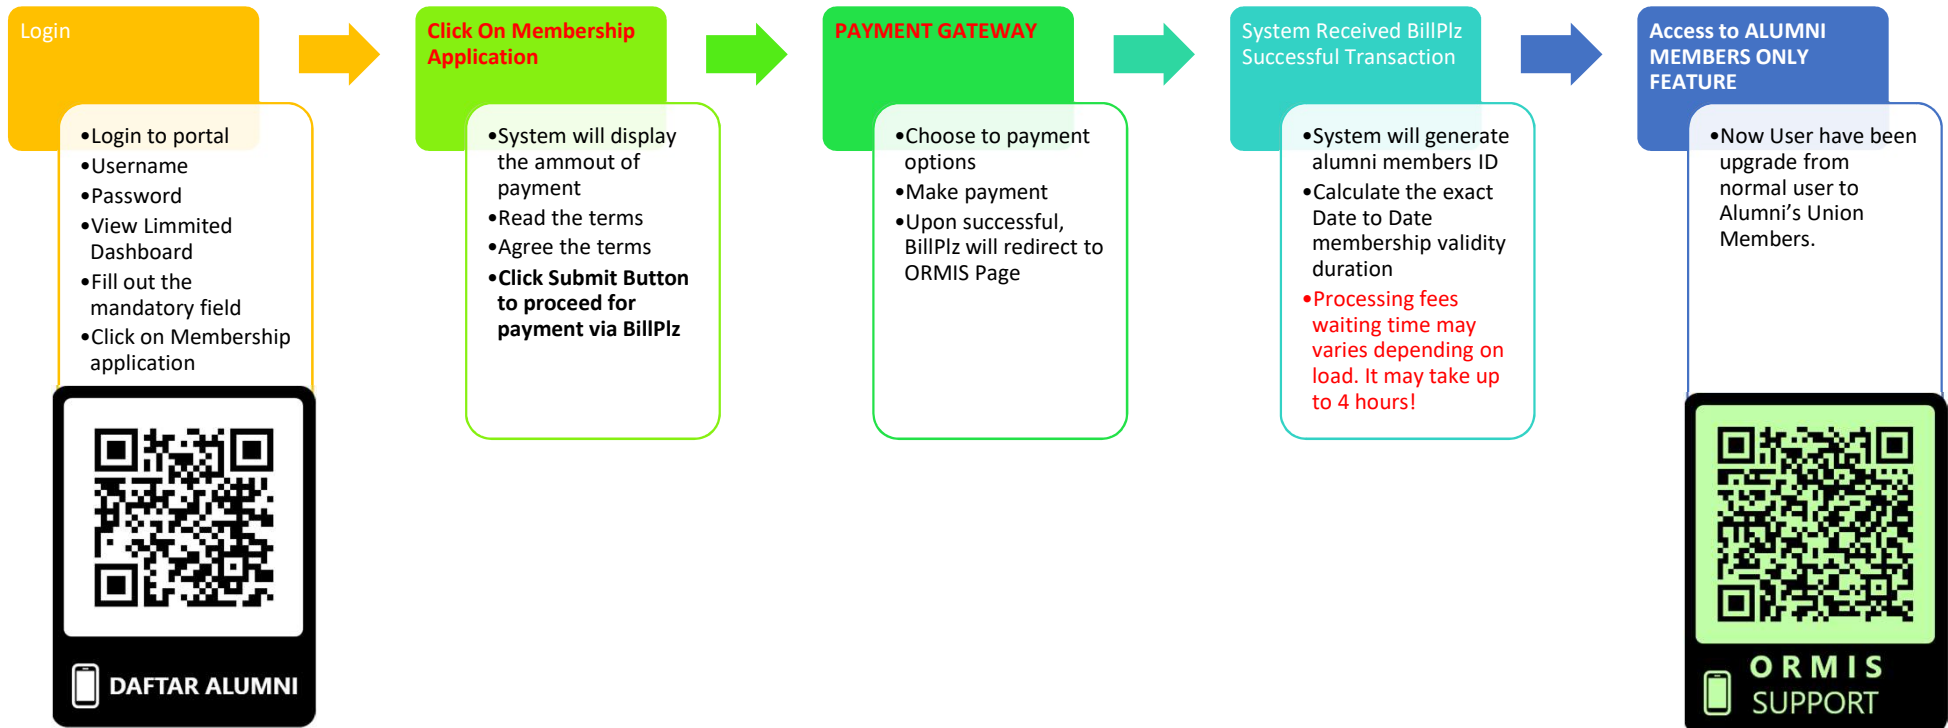 Login
•Login to portal
•Username
•Password
•View Limmited
Dashboard
•Fill out the
mandatory field
•Click on Membership
application
DAFTAR ALUMNI
Click On Membership
Application
•System will display
the ammout of
payment
•Read the terms
•Agree the terms
•Click Submit Button
to proceed for
payment via BillPlz
PAYMENT GATEWAY
•Choose to payment
options
•Make payment
•Upon successful,
BillPlz will redirect to
ORMIS Page
System Received BillPlz
Successful Transaction
•System will generate
alumni members ID
•Calculate the exact
Date to Date
membership validity
duration
•Processing fees
waiting time may
varies depending on
load. It may take up
to 4 hours!
Access to ALUMNI
MEMBERS ONLY
FEATURE
•Now User have been
upgrade from
normal user to
Alumni’s Union
Members.
ORMIS
SUPPORT